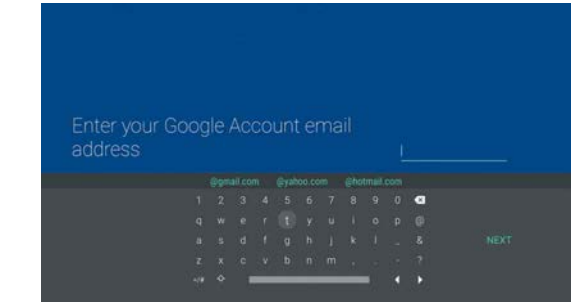 Enter your Google Account email
address
@gmail.com @yahoo.com @hotmail.com
1 2 3 4 5 6 7 8 9 0
q w e r t y u i o p @
a s d f g h j k l _ &
NEXT
z x c v b n m , . - ?